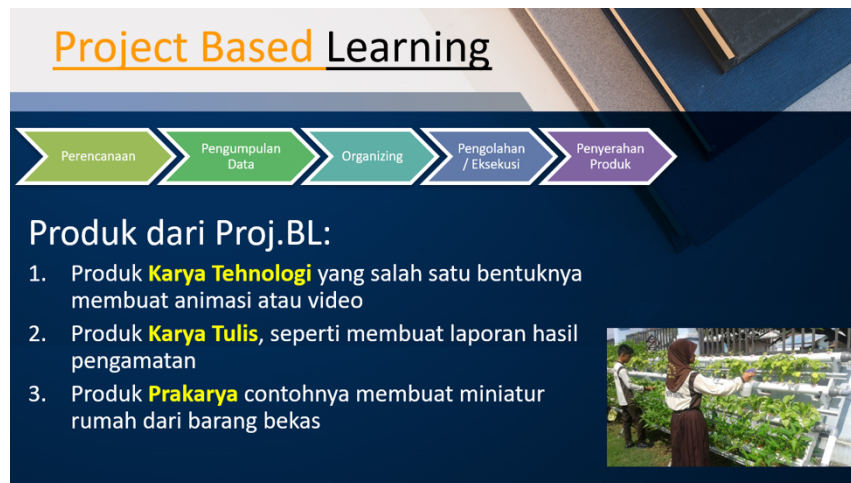 Project Based Learning
Perencanaan
Pengumpulan
Data
Organizing
Pengolahan
/ Eksekusi
Penyerahan
Produk
Produk dari Proj.BL:
1. Produk Karya Tehnologi yang salah satu bentuknya
membuat animasi atau video
2. Produk Karya Tulis, seperti membuat laporan hasil
pengamatan
3. Produk Prakarya contohnya membuat miniatur
rumah dari barang bekas